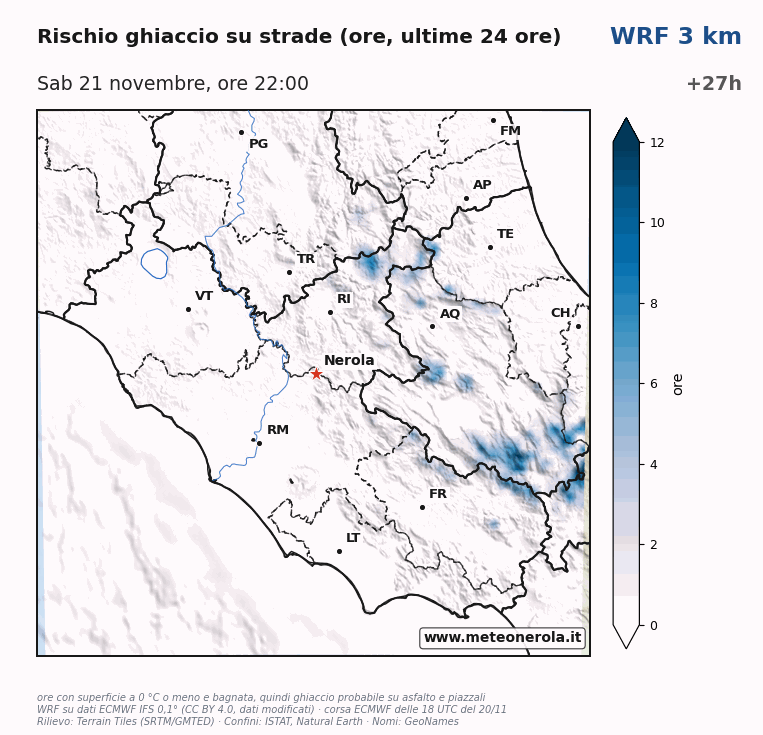 Rischio ghiaccio su strade (ore, ultime 24 ore)
WRF 3 km
Sab 21 novembre, ore 22:00
+27h
FM
PG
AP
TE
TR
RI
VT
AQ
CH
Nerola
RM
FR
LT
www.meteonerola.it
12
10
8
6
4
2
0
ore
ore con superficie a 0 °C o meno e bagnata, quindi ghiaccio probabile su asfalto e piazzali
WRF su dati ECMWF IFS 0,1° (CC BY 4.0, dati modificati) · corsa ECMWF delle 18 UTC del 20/11
Rilievo: Terrain Tiles (SRTM/GMTED) · Confini: ISTAT, Natural Earth · Nomi: GeoNames